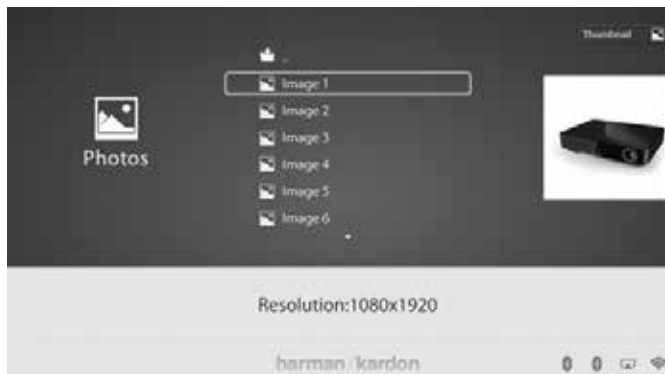 Thumbnail
Image 1
Image 2
Image 3
Image 4
Image 5
Image 6
Photos
Resolution:1080x1920
harman/kardon